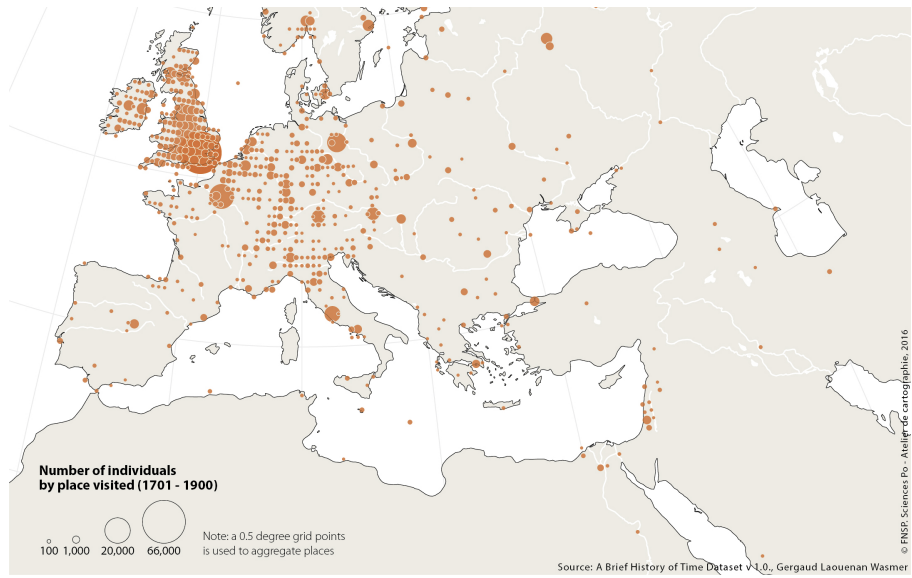 Number of individuals
by place visited (1701 - 1900)
100 1,000 20,000 66,000
Note: a 0.5 degree grid points
is used to aggregate places
Source: A Brief History of Time Dataset v 1.0., Gergaud Laouenan Wasmer
© FNSP. Sciences Po - Atelier de cartographie, 2016